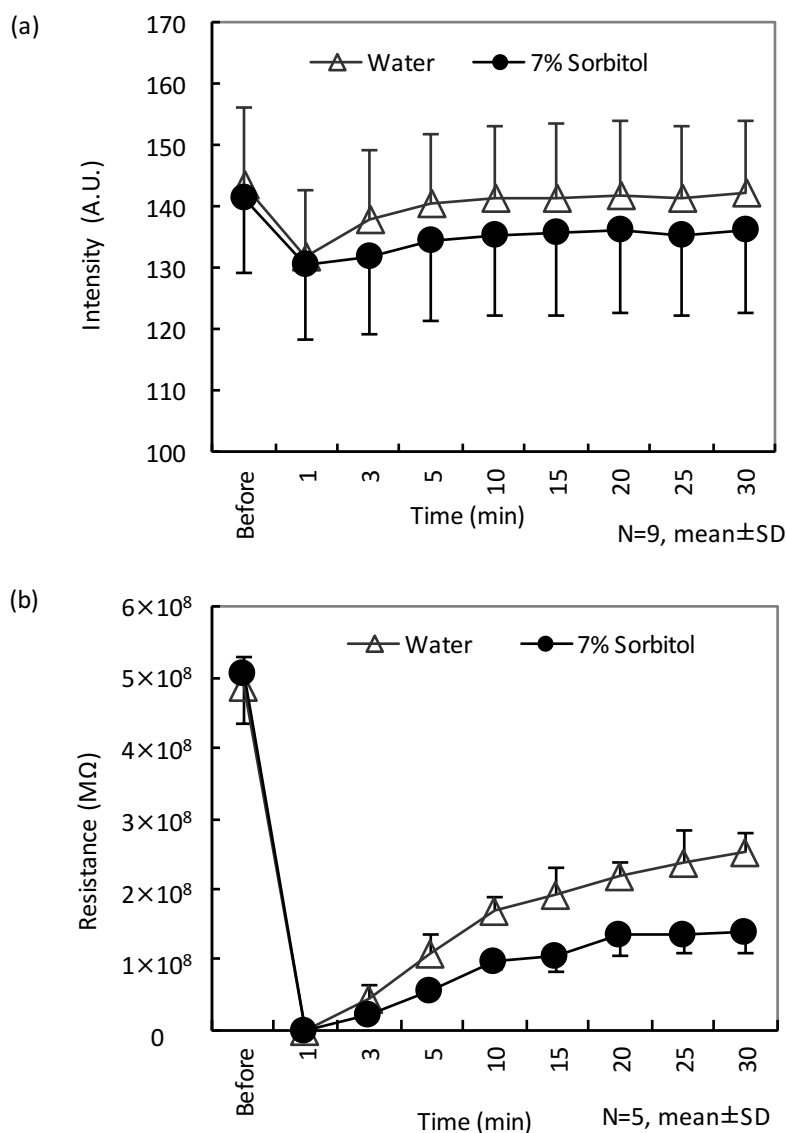 (a)
170
160
150
140
130
120
110
100
Intensity (A.U.)
Water
7% Sorbitol
Before
1
3
5
10
15
20
25
30
Time (min)
N=9, mean±SD
(b)
6×10⁸
5×10⁸
4×10⁸
3×10⁸
2×10⁸
1×10⁸
0
Resistance (MΩ)
Water
7% Sorbitol
Before
1
3
5
10
15
20
25
30
Time (min)
N=5, mean±SD